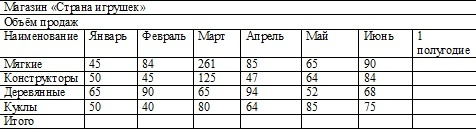 Магазин «Страна игрушек»
Объём продаж
Наименование Январь Февраль Март Апрель Май Июнь 1 полугодие
Мягкие 45 84 261 85 65 90
Конструкторы 50 45 125 47 64 84
Деревянные 65 90 65 94 52 68
Куклы 50 40 80 64 85 75
Итого